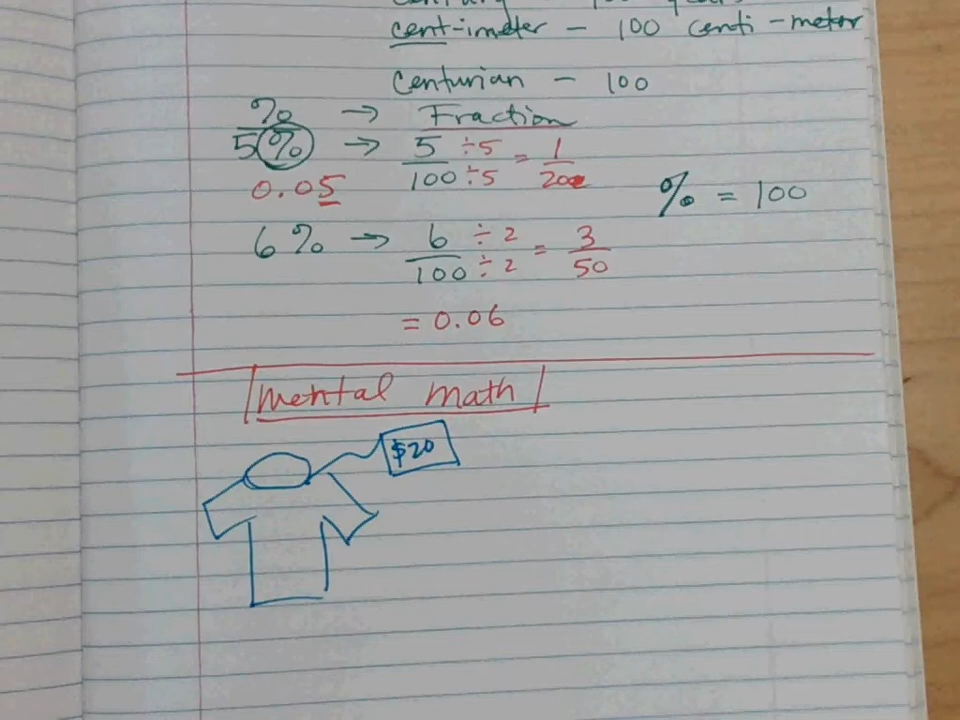 cent-imeter - 100 centi-meter
Centurian - 100
% → Fraction
5% → 5/100 ÷5/÷5 = 1/20
0.05
% = 100
6% → 6/100 ÷2/÷2 = 3/50
= 0.06
mental math
$20